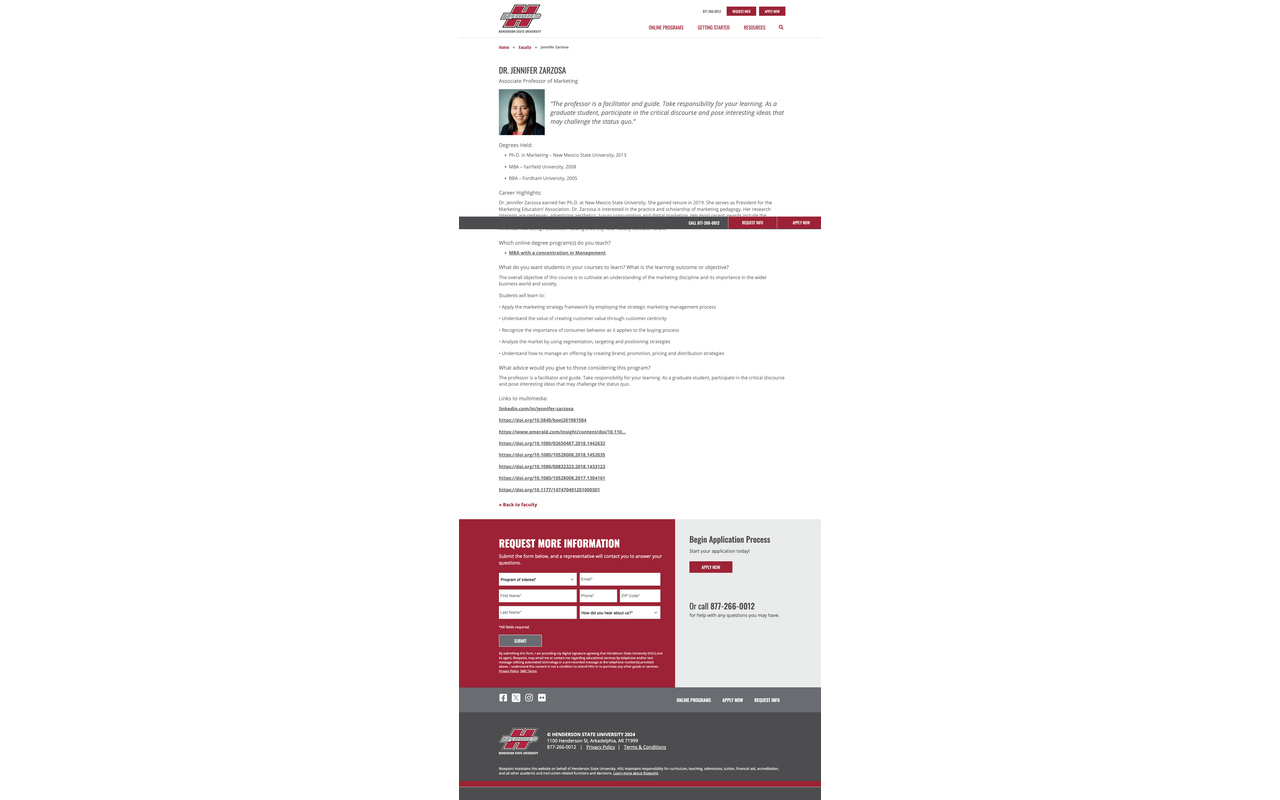 877-266-0012 REQUEST INFO APPLY NOW
HENDERSON
HENDERSON STATE UNIVERSITY
ONLINE PROGRAMS GETTING STARTED RESOURCES
Home » Faculty » Jennifer Zarzosa
DR. JENNIFER ZARZOSA
Associate Professor of Marketing
"The professor is a facilitator and guide. Take responsibility for your learning. As a
graduate student, participate in the critical discourse and pose interesting ideas that
may challenge the status quo."
Degrees Held:
• Ph.D. in Marketing – New Mexico State University, 2013
• MBA – Fairfield University, 2008
• BBA – Fordham University, 2005
Career Highlights:
Dr. Jennifer Zarzosa earned her Ph.D. at New Mexico State University. She gained tenure in 2019. She serves as President for the
Marketing Educators' Association. Dr. Zarzosa is interested in the practice and scholarship of marketing pedagogy. Her research
CALL 877-266-0012 REQUEST INFO APPLY NOW
Which online degree program(s) do you teach?
• MBA with a concentration in Management
What do you want students in your courses to learn? What is the learning outcome or objective?
The overall objective of this course is to cultivate an understanding of the marketing discipline and its importance in the wider
business world and society.
Students will learn to:
• Apply the marketing strategy framework by employing the strategic marketing management process
• Understand the value of creating customer value through customer centricity
• Recognize the importance of consumer behavior as it applies to the buying process
• Analyze the market by using segmentation, targeting and positioning strategies
• Understand how to manage an offering by creating brand, promotion, pricing and distribution strategies
What advice would you give to those considering this program?
The professor is a facilitator and guide. Take responsibility for your learning. As a graduate student, participate in the critical discourse
and pose interesting ideas that may challenge the status quo.
Links to multimedia:
linkedin.com/in/jennifer-zarzosa
https://doi.org/10.5840/bpej201981584
https://www.emerald.com/insight/content/doi/10.110...
https://doi.org/10.1080/02650487.2018.1442632
https://doi.org/10.1080/10528008.2018.1452035
https://doi.org/10.1080/08832323.2018.1433123
https://doi.org/10.1080/10528008.2017.1304161
https://doi.org/10.1177/147470491201000301
« Back to faculty
REQUEST MORE INFORMATION
Submit the form below, and a representative will contact you to answer your
questions.
Program of interest* Email*
First Name* Phone* ZIP Code*
Last Name* How did you hear about us?*
*All fields required.
SUBMIT
By submitting this form, I am providing my digital signature agreeing that Henderson State University (HSU) and
its agent, Risepoint, may email me or contact me regarding educational services by telephone and/or text
message utilizing automated technology or a pre-recorded message at the telephone number(s) provided
above. I understand this consent is not a condition to attend HSU or to purchase any other goods or services.
Privacy Policy. SMS Terms.
Begin Application Process
Start your application today!
APPLY NOW
Or call 877-266-0012
for help with any questions you may have.
ONLINE PROGRAMS APPLY NOW REQUEST INFO
HENDERSON
HENDERSON STATE UNIVERSITY
© HENDERSON STATE UNIVERSITY 2024
1100 Henderson St, Arkadelphia, AR 71999
877-266-0012 | Privacy Policy | Terms & Conditions
Risepoint maintains this website on behalf of Henderson State University. HSU maintains responsibility for curriculum, teaching, admissions, tuition, financial aid, accreditation,
and all other academic and instruction-related functions and decisions. Learn more about Risepoint.